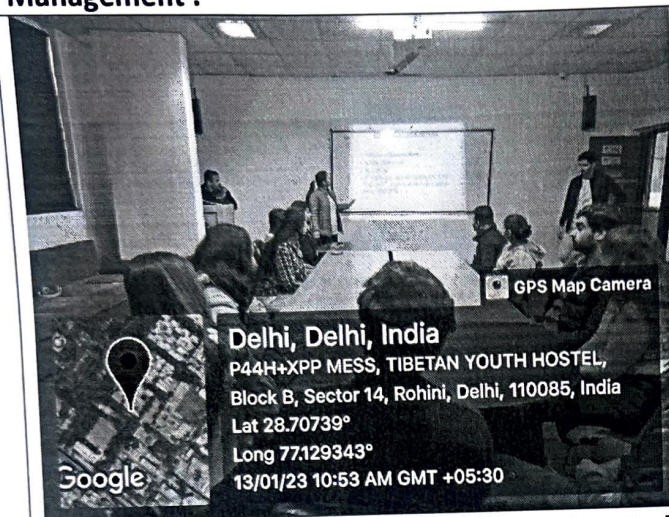 Management :
GPS Map Camera
Delhi, Delhi, India
P44H+XPP MESS, TIBETAN YOUTH HOSTEL,
Block B, Sector 14, Rohini, Delhi, 110085, India
Lat 28.70739°
Long 77.129343°
13/01/23 10:53 AM GMT +05:30
Google